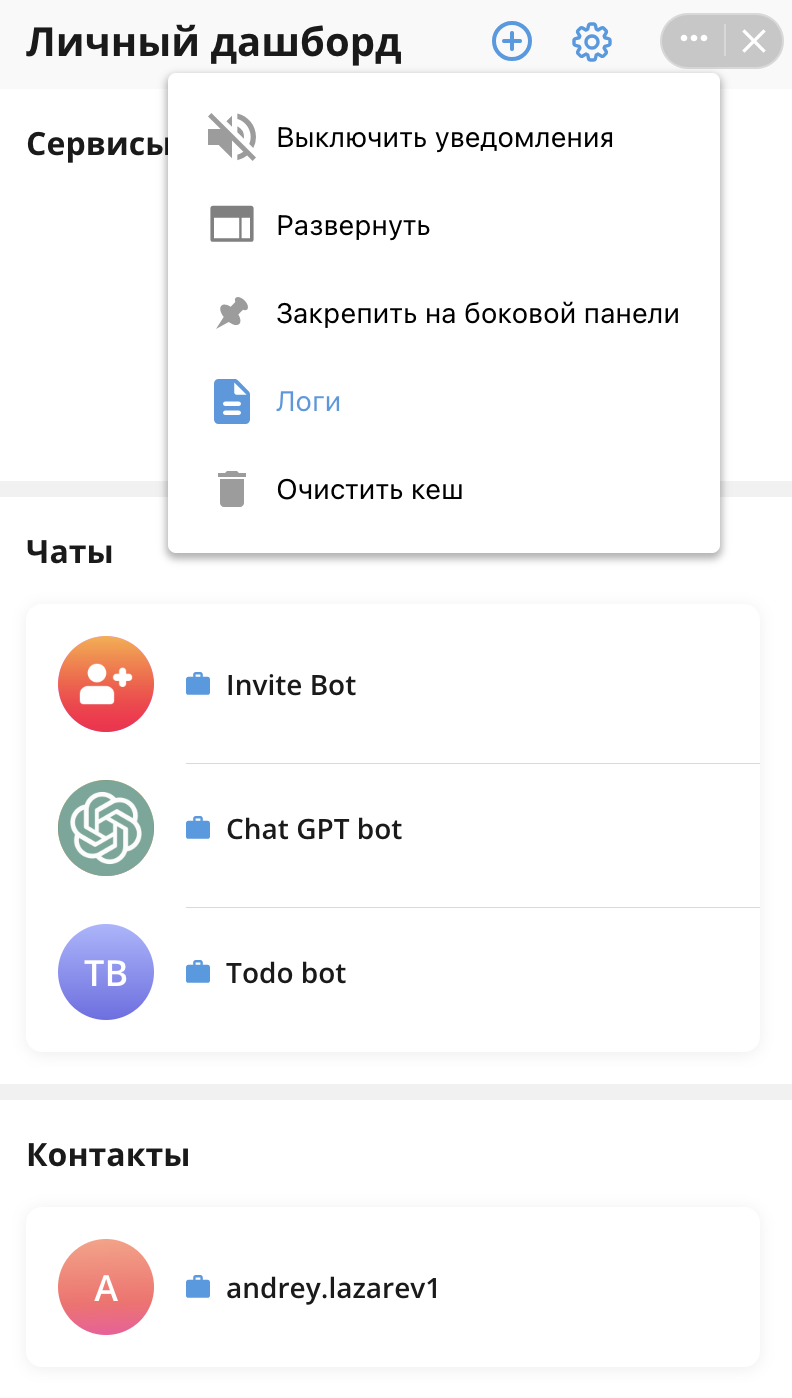 Личный дашборд
Сервисы
Выключить уведомления
Развернуть
Закрепить на боковой панели
Логи
Очистить кеш
Чаты
Invite Bot
Chat GPT bot
TB
Todo bot
Контакты
A
andrey.lazarev1